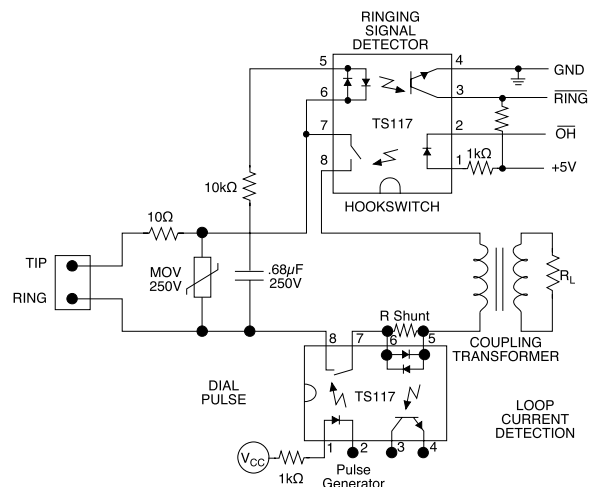 RINGING
SIGNAL
DETECTOR
5
4
GND
6
3
RING
TS117
7
2
OH
8
1
1kΩ
+5V
10kΩ
HOOKSWITCH
10Ω
TIP
MOV
250V
.68µF
250V
RING
RL
R Shunt
COUPLING
TRANSFORMER
8
7
6
5
DIAL
PULSE
TS117
LOOP
CURRENT
DETECTION
VCC
1kΩ
1
2
3
4
Pulse
Generator